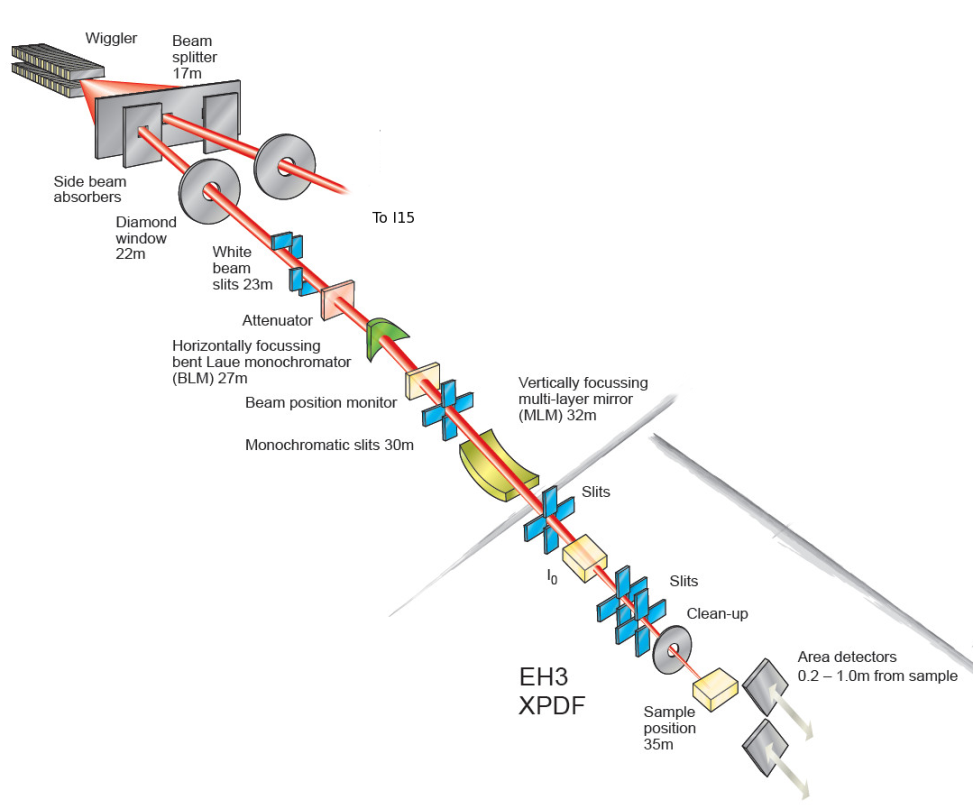 Wiggler
Beam
splitter
17m
Side beam
absorbers
To I15
Diamond
window
22m
White
beam
slits 23m
Attenuator
Horizontally focussing
bent Laue monochromator
(BLM) 27m
Vertically focussing
multi-layer mirror
(MLM) 32m
Beam position monitor
Monochromatic slits 30m
Slits
I0
Slits
Clean-up
Area detectors
0.2 – 1.0m from sample
EH3
XPDF
Sample
position
35m